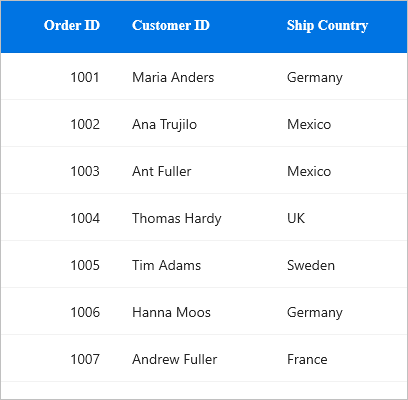 Order ID Customer ID Ship Country
1001 Maria Anders Germany
1002 Ana Trujilo Mexico
1003 Ant Fuller Mexico
1004 Thomas Hardy UK
1005 Tim Adams Sweden
1006 Hanna Moos Germany
1007 Andrew Fuller France